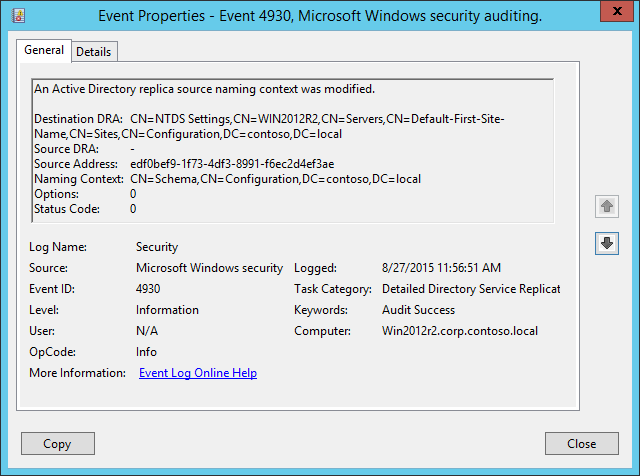 Event Properties - Event 4930, Microsoft Windows security auditing.
x
General Details
An Active Directory replica source naming context was modified.
Destination DRA: CN=NTDS Settings,CN=WIN2012R2,CN=Servers,CN=Default-First-Site-
Name,CN=Sites,CN=Configuration,DC=contoso,DC=local
Source DRA: -
Source Address: edf0bef9-1f73-4df3-8991-f6ec2d4ef3ae
Naming Context: CN=Schema,CN=Configuration,DC=contoso,DC=local
Options: 0
Status Code: 0
Log Name: Security
Source: Microsoft Windows security Logged: 8/27/2015 11:56:51 AM
Event ID: 4930 Task Category: Detailed Directory Service Replicat
Level: Information Keywords: Audit Success
User: N/A Computer: Win2012r2.corp.contoso.local
OpCode: Info
More Information: Event Log Online Help
Copy Close